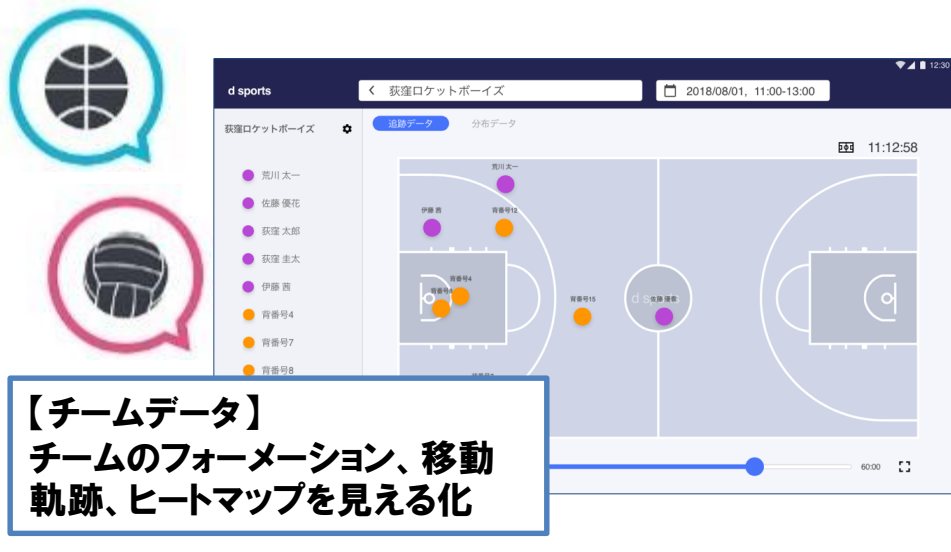 12:30
d sports
荻窪ロケットボーイズ
2018/08/01, 11:00-13:00
荻窪ロケットボーイズ
追跡データ
分布データ
11:12:58
荒川 太一
佐藤 優花
荻窪 太郎
荻窪 圭太
伊藤 茜
背番号4
背番号7
背番号8
荒川 太一
伊藤 茜
背番号12
背番号4
背番号15
d sp
60:00
【チームデータ】
チームのフォーメーション、移動
軌跡、ヒートマップを見える化